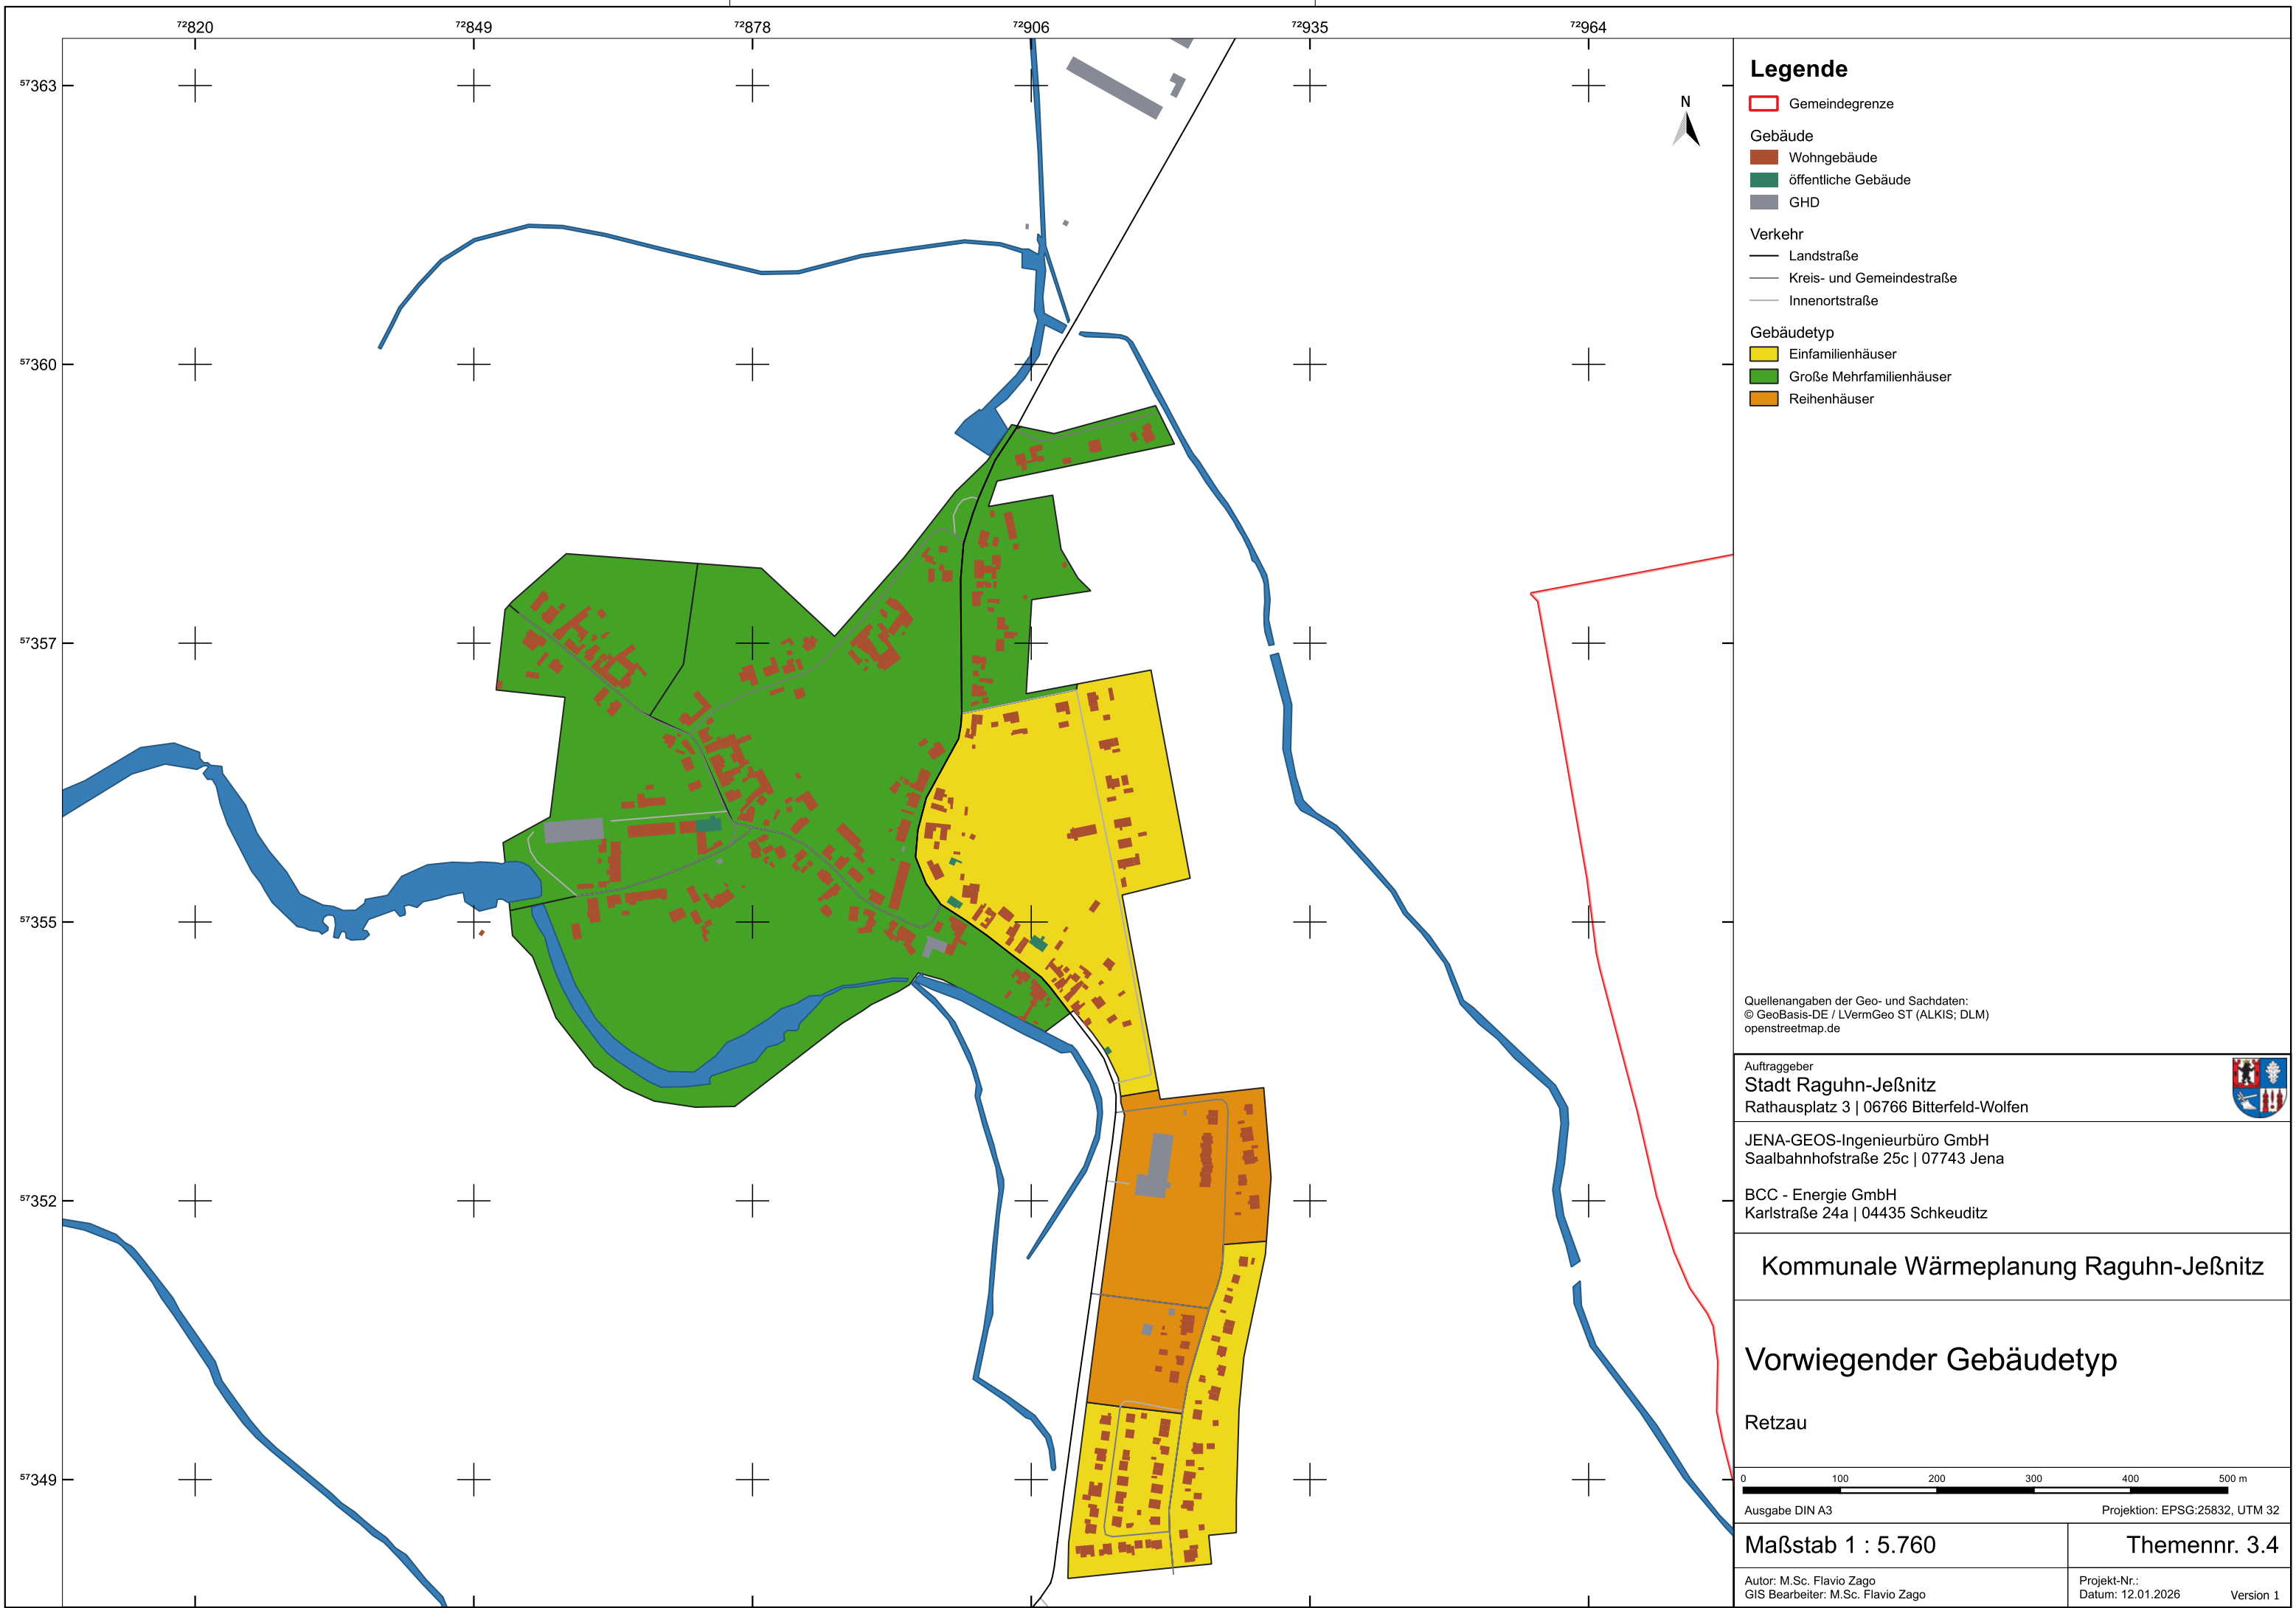 72820 72849 72878 72906 72935 72964
57363
57360
57357
57355
57352
57349
N
Legende
Gemeindegrenze
Gebäude
Wohngebäude
öffentliche Gebäude
GHD
Verkehr
Landstraße
Kreis- und Gemeindestraße
Innenortstraße
Gebäudetyp
Einfamilienhäuser
Große Mehrfamilienhäuser
Reihenhäuser
Quellenangaben der Geo- und Sachdaten:
© GeoBasis-DE / LVermGeo ST (ALKIS; DLM)
openstreetmap.de
Auftraggeber
Stadt Raguhn-Jeßnitz
Rathausplatz 3 | 06766 Bitterfeld-Wolfen
JENA-GEOS-Ingenieurbüro GmbH
Saalbahnhofstraße 25c | 07743 Jena
BCC - Energie GmbH
Karlstraße 24a | 04435 Schkeuditz
Kommunale Wärmeplanung Raguhn-Jeßnitz
Vorwiegender Gebäudetyp
Retzau
0 100 200 300 400 500 m
Ausgabe DIN A3 Projektion: EPSG:25832, UTM 32
Maßstab 1 : 5.760 Themennr. 3.4
Autor: M.Sc. Flavio Zago Projekt-Nr.:
GIS Bearbeiter: M.Sc. Flavio Zago Datum: 12.01.2026 Version 1